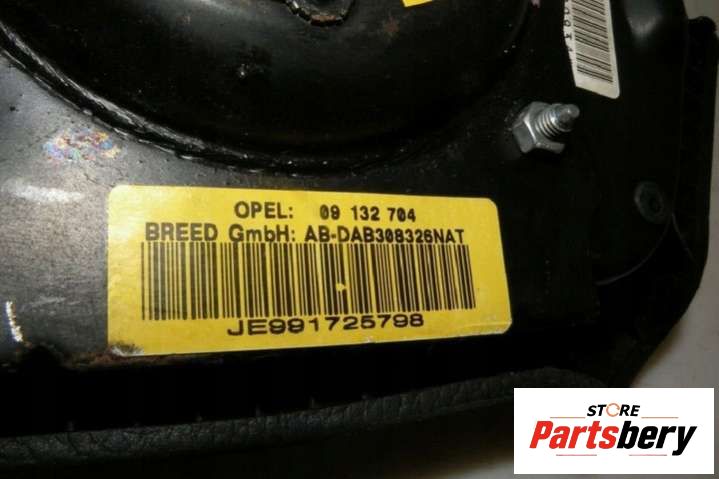 OPEL: 09 132 704
BREED GmbH: AB-DAB308326NAT
JE991725798
STORE
Partsbery